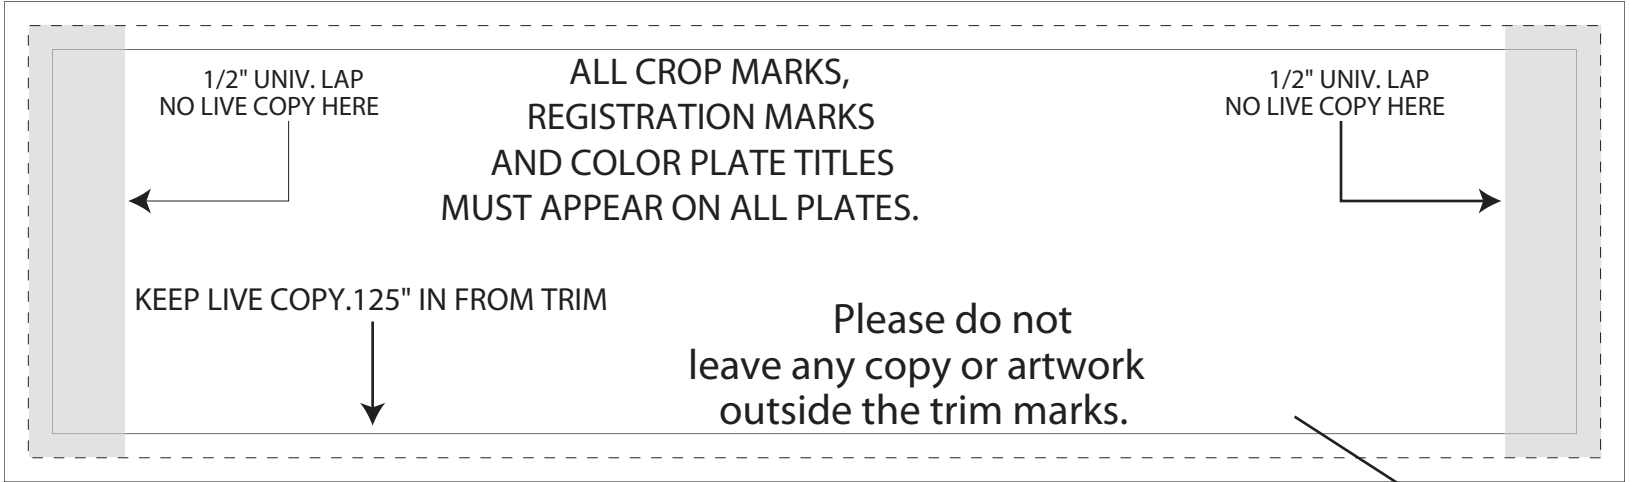 1/2" UNIV. LAP
NO LIVE COPY HERE
ALL CROP MARKS,
REGISTRATION MARKS
AND COLOR PLATE TITLES
MUST APPEAR ON ALL PLATES.
1/2" UNIV. LAP
NO LIVE COPY HERE
KEEP LIVE COPY.125" IN FROM TRIM
Please do not
leave any copy or artwork
outside the trim marks.